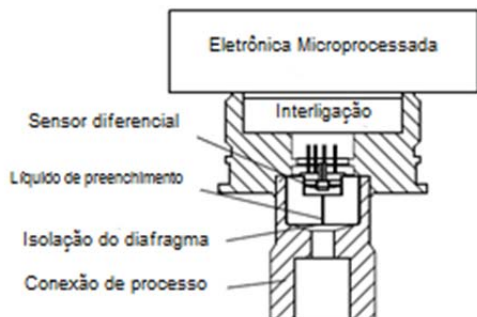 Eletrônica Microprocessada
Interligação
Sensor diferencial
Líquido de preenchimento
Isolação do diafragma
Conexão de processo